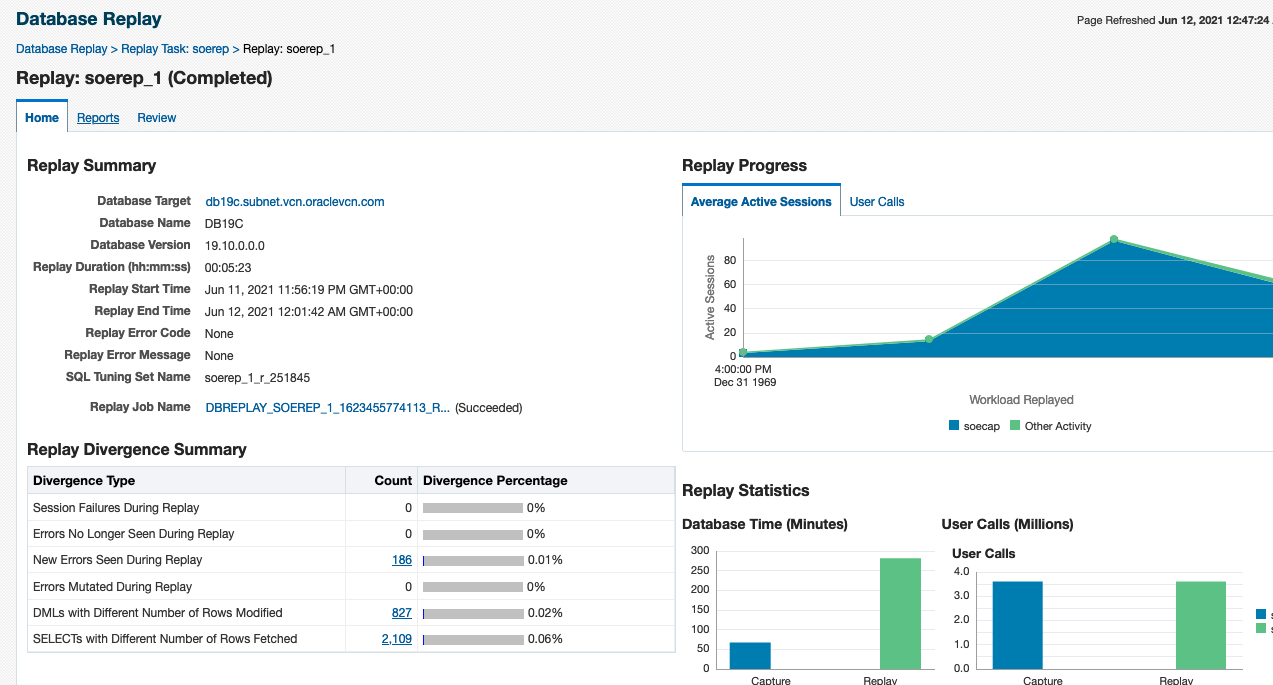 Database Replay
Page Refreshed Jun 12, 2021 12:47:24
Database Replay > Replay Task: soerep > Replay: soerep_1
Replay: soerep_1 (Completed)
Home Reports Review
Replay Summary
Database Target db19c.subnet.vcn.oraclevcn.com
Database Name DB19C
Database Version 19.10.0.0.0
Replay Duration (hh:mm:ss) 00:05:23
Replay Start Time Jun 11, 2021 11:56:19 PM GMT+00:00
Replay End Time Jun 12, 2021 12:01:42 AM GMT+00:00
Replay Error Code None
Replay Error Message None
SQL Tuning Set Name soerep_1_r_251845
Replay Job Name DBREPLAY_SOEREP_1_1623455774113_R... (Succeeded)
Replay Divergence Summary
Divergence Type Count Divergence Percentage
Session Failures During Replay 0 0%
Errors No Longer Seen During Replay 0 0%
New Errors Seen During Replay 186 0.01%
Errors Mutated During Replay 0 0%
DMLs with Different Number of Rows Modified 827 0.02%
SELECTs with Different Number of Rows Fetched 2,109 0.06%
Replay Progress
Average Active Sessions User Calls
Active Sessions
80
60
40
20
0
4:00:00 PM
Dec 31 1969
Workload Replayed
soecap Other Activity
Replay Statistics
Database Time (Minutes)
300
250
200
150
100
50
0
Capture Replay
User Calls (Millions)
User Calls
4.0
3.0
2.0
1.0
0.0
Capture Replay